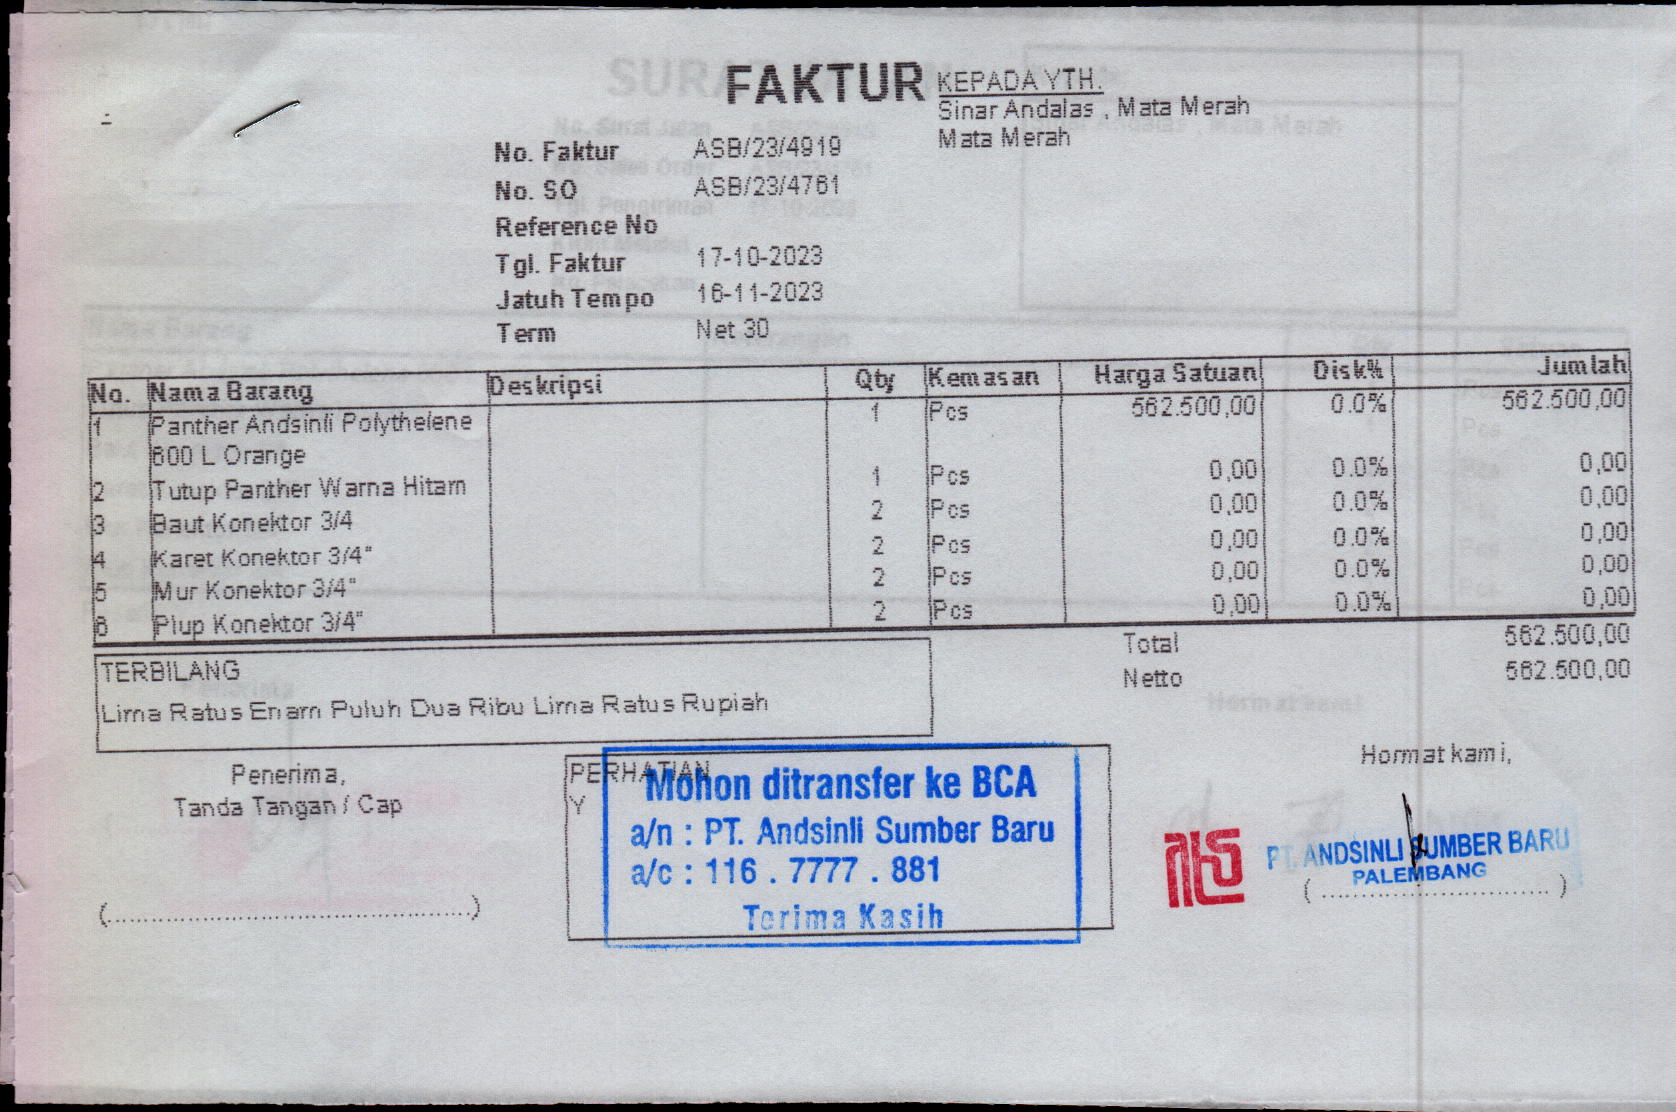 FAKTUR
KEPADA YTH.
Sinar Andalas , Mata Merah
Mata Merah
No. Faktur ASB/23/4919
No. SO ASB/23/4761
Reference No
Tgl. Faktur 17-10-2023
Jatuh Tempo 16-11-2023
Term Net 30
No. Nama Barang Deskripsi Qty Kemasan Harga Satuan Disk% Jumlah
1 Panther Andsinli Polythelene 1 Pcs 562.500,00 0.0% 562.500,00
600 L Orange
2 Tutup Panther Warna Hitam 1 Pcs 0,00 0.0% 0,00
3 Baut Konektor 3/4 2 Pcs 0,00 0.0% 0,00
4 Karet Konektor 3/4" 2 Pcs 0,00 0.0% 0,00
5 Mur Konektor 3/4" 2 Pcs 0,00 0.0% 0,00
6 Plup Konektor 3/4" 2 Pcs 0,00 0.0% 0,00
Total 562.500,00
Netto 562.500,00
TERBILANG
Lima Ratus Enam Puluh Dua Ribu Lima Ratus Rupiah
Penerima,
Tanda Tangan / Cap
(................................................)
PERHATIAN
Y
Mohon ditransfer ke BCA
a/n : PT. Andsinli Sumber Baru
a/c : 116 . 7777 . 881
Terima Kasih
Hormat kami,
PT. ANDSINLI SUMBER BARU
PALEMBANG
(..............................)